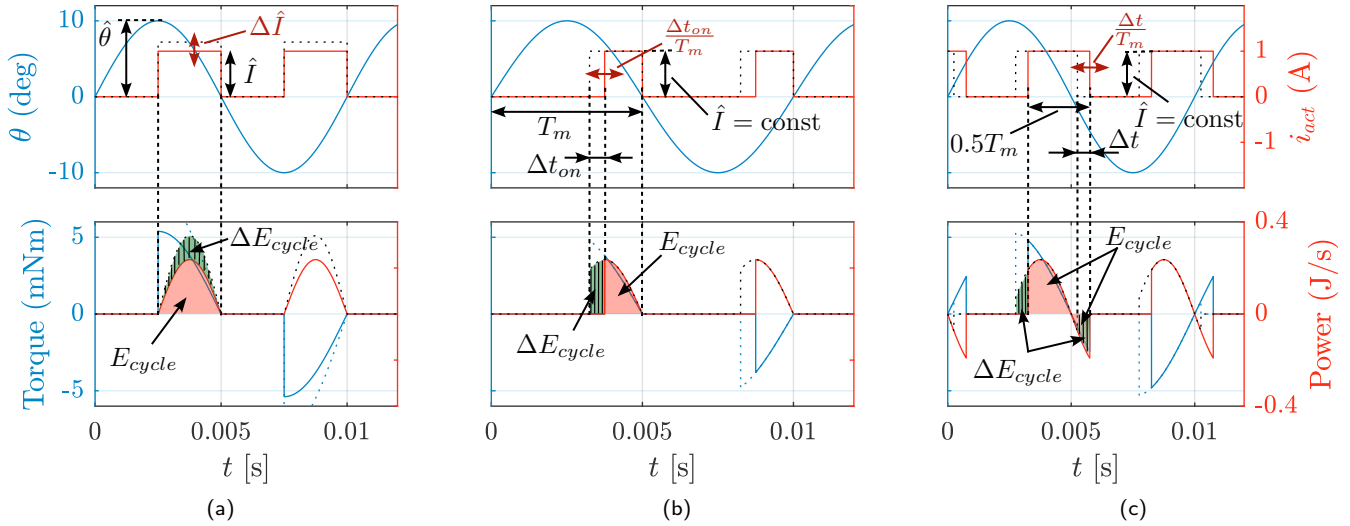 10
0
-10
θ (deg)
θ̂
ΔÎ
Î
Δt_on
T_m
T_m
Δt_on
Î = const
Δt
T_m
0.5T_m
Î = const
Δt
1
0
-1
i_act (A)
5
0
-5
Torque (mNm)
ΔE_cycle
E_cycle
E_cycle
ΔE_cycle
E_cycle
ΔE_cycle
0.4
0.2
0
-0.4
Power (J/s)
0 0.005 0.01
0 0.005 0.01
0 0.005 0.01
t [s]
t [s]
t [s]
(a)
(b)
(c)